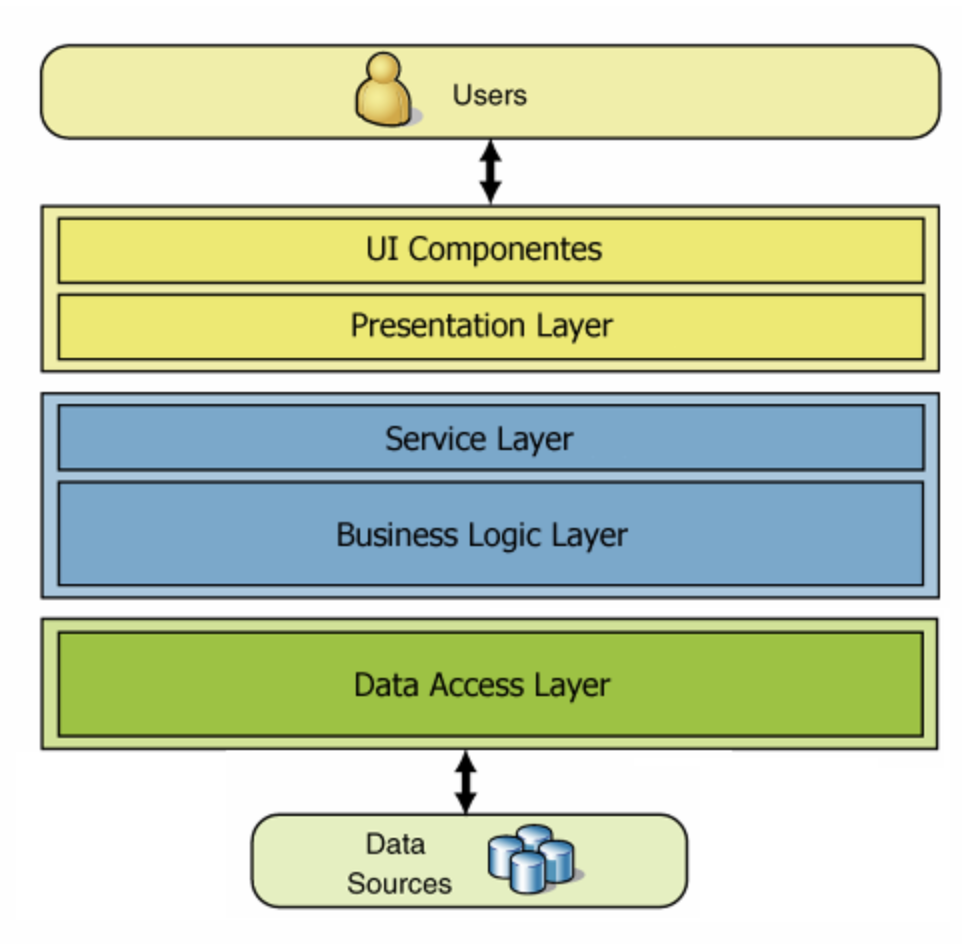 Users
UI Componentes
Presentation Layer
Service Layer
Business Logic Layer
Data Access Layer
Data
Sources